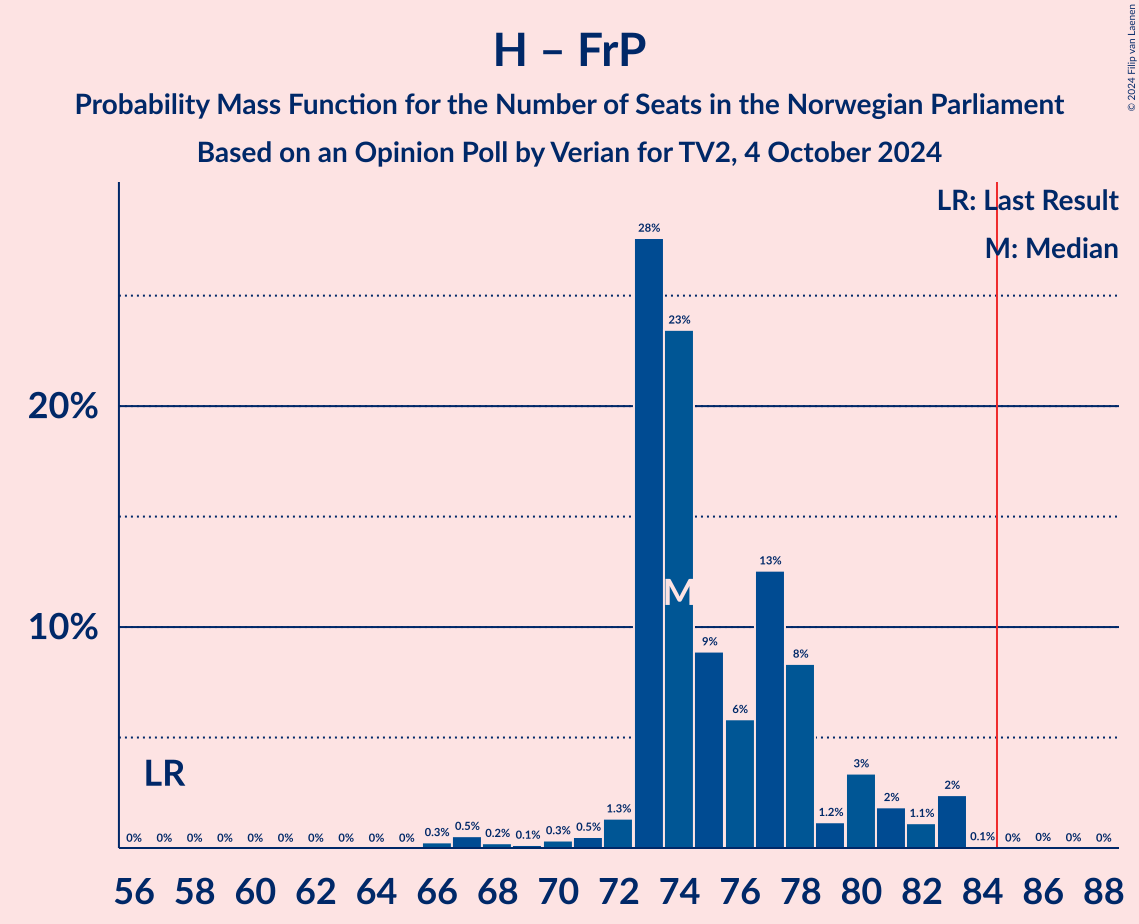 H – FrP
Probability Mass Function for the Number of Seats in the Norwegian Parliament
Based on an Opinion Poll by Verian for TV2, 4 October 2024
© 2024 Filip van Laenen
LR: Last Result
M: Median
28%
23%
20%
13%
M
10%
9%
8%
6%
LR
0% 0% 0% 0% 0% 0% 0% 0% 0% 0% 0.3% 0.5% 0.2% 0.1% 0.3% 0.5% 1.3% 1.2% 3% 2% 1.1% 2% 0.1% 0% 0% 0% 0%
56 58 60 62 64 66 68 70 72 74 76 78 80 82 84 86 88